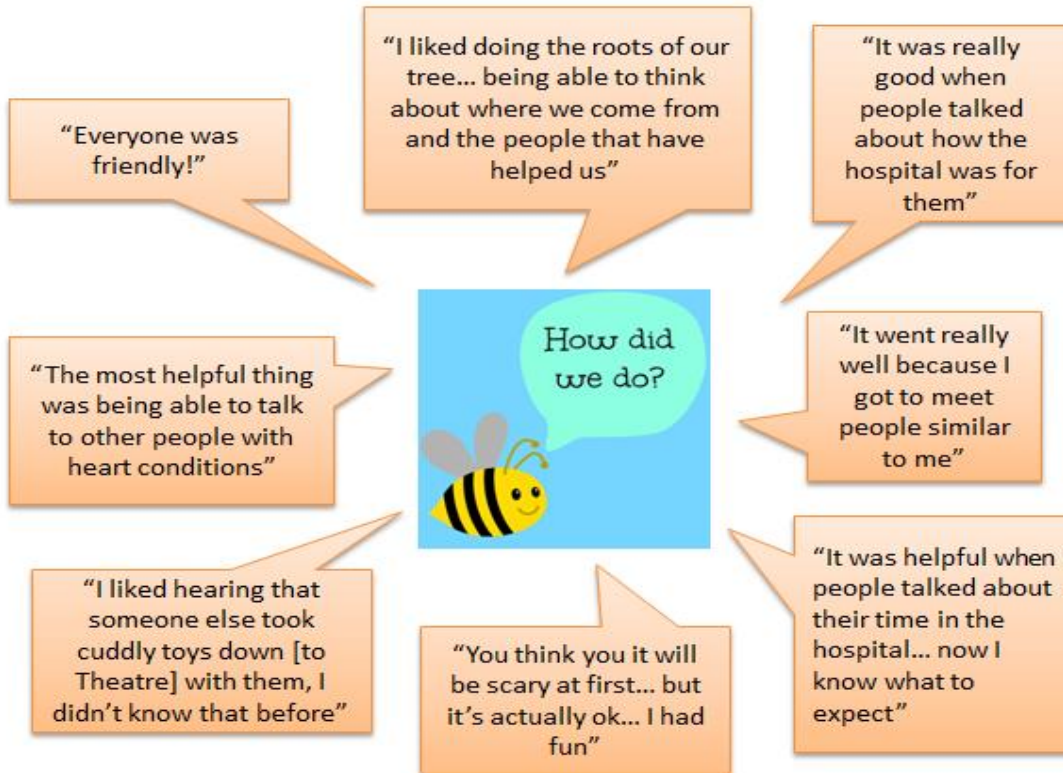 “I liked doing the roots of our
tree... being able to think
about where we come from
and the people that have
helped us”
“It was really
good when
people talked
about how the
hospital was for
them”
“Everyone was
friendly!”
How did
we do?
“It went really
well because I
got to meet
people similar
to me”
“The most helpful thing
was being able to talk
to other people with
heart conditions”
“It was helpful when
people talked about
their time in the
hospital... now I
know what to
expect”
“I liked hearing that
someone else took
cuddly toys down [to
Theatre] with them, I
didn’t know that before”
“You think you it will
be scary at first... but
it’s actually ok... I had
fun”